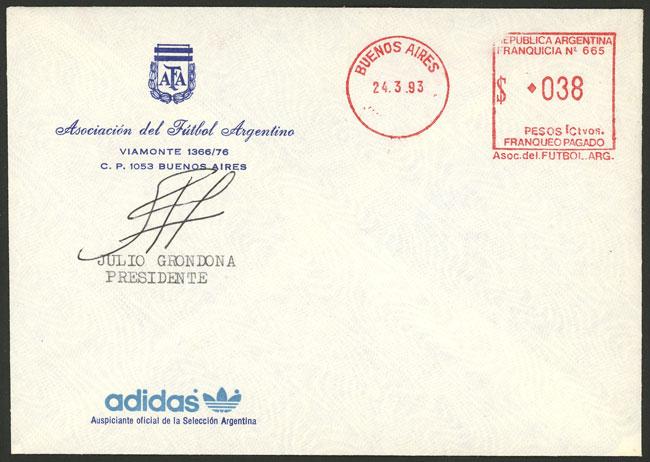 AFA
Asociación del Fútbol Argentino
VIAMONTE 1366/76
C. P. 1053 BUENOS AIRES
JULIO GRONDONA
PRESIDENTE
BUENOS AIRES
24.3.93
REPUBLICA ARGENTINA
FRANQUICIA Nº 665
$ 038
PESOS [Ctvos.
FRANQUEO PAGADO
Asoc.del.FUTBOL.ARG.
adidas
Auspiciante oficial de la Selección Argentina